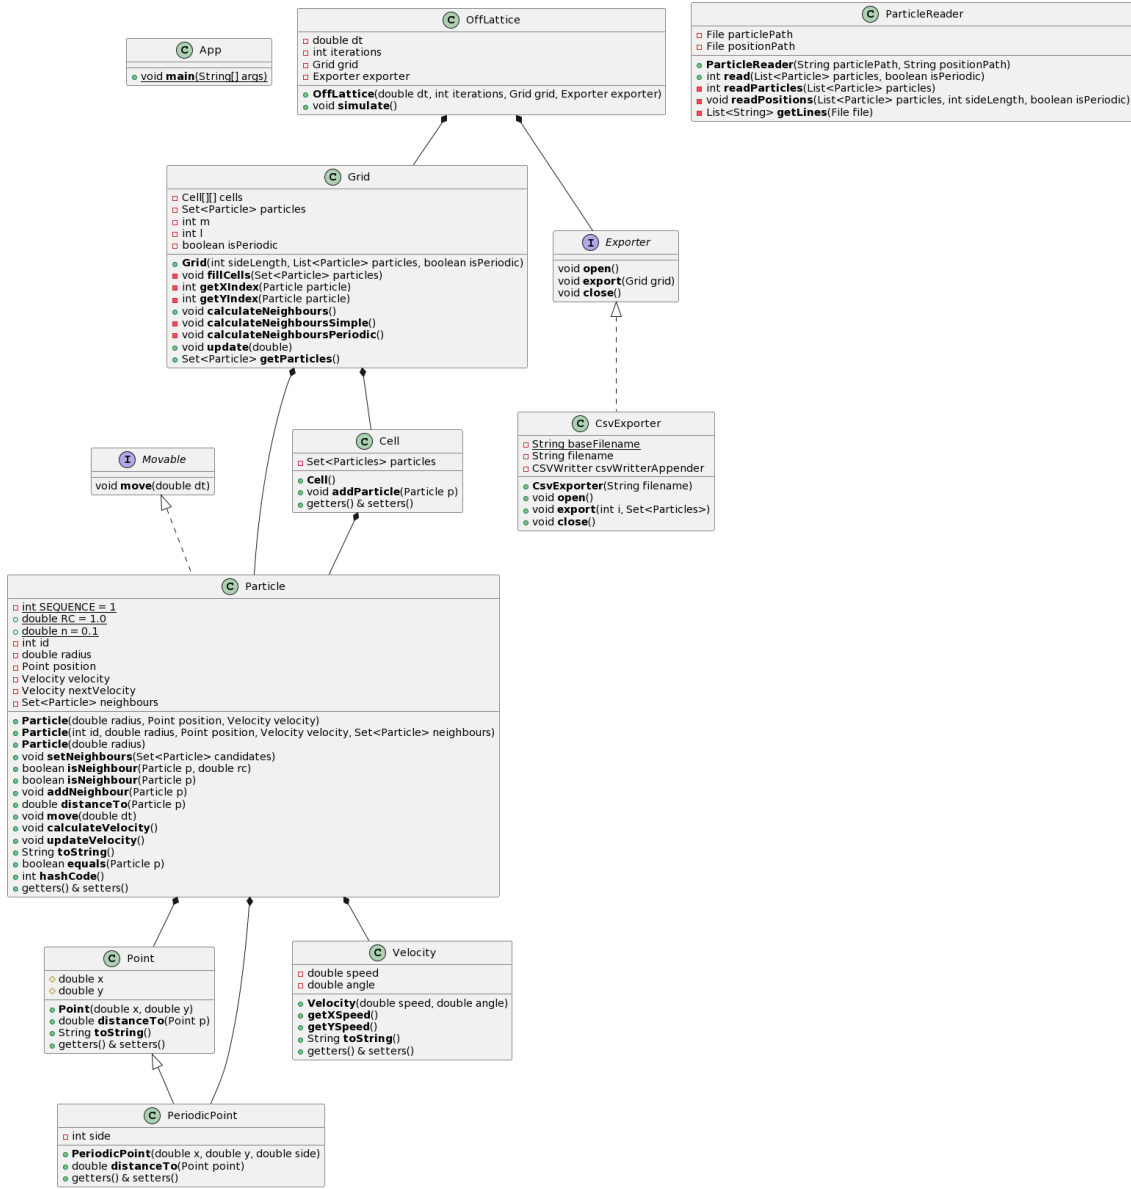 App
void main(String[] args)
OffLattice
double dt
int iterations
Grid grid
Exporter exporter
OffLattice(double dt, int iterations, Grid grid, Exporter exporter)
void simulate()
ParticleReader
File particlePath
File positionPath
ParticleReader(String particlePath, String positionPath)
int read(List<Particle> particles, boolean isPeriodic)
int readParticles(List<Particle> particles)
void readPositions(List<Particle> particles, int sideLength, boolean isPeriodic)
List<String> getLines(File file)
Grid
Cell[][] cells
Set<Particle> particles
int m
int l
boolean isPeriodic
Grid(int sideLength, List<Particle> particles, boolean isPeriodic)
void fillCells(Set<Particle> particles)
int getXIndex(Particle particle)
int getYIndex(Particle particle)
void calculateNeighbours()
void calculateNeighboursSimple()
void calculateNeighboursPeriodic()
void update(double)
Set<Particle> getParticles()
Exporter
void open()
void export(Grid grid)
void close()
Movable
void move(double dt)
Cell
Set<Particles> particles
Cell()
void addParticle(Particle p)
getters() & setters()
CsvExporter
String baseFilename
String filename
CSVWritter csvWritterAppender
CsvExporter(String filename)
void open()
void export(int i, Set<Particles>)
void close()
Particle
int SEQUENCE = 1
double RC = 1.0
double n = 0.1
int id
double radius
Point position
Velocity velocity
Velocity nextVelocity
Set<Particle> neighbours
Particle(double radius, Point position, Velocity velocity)
Particle(int id, double radius, Point position, Velocity velocity, Set<Particle> neighbours)
Particle(double radius)
void setNeighbours(Set<Particle> candidates)
boolean isNeighbour(Particle p, double rc)
boolean isNeighbour(Particle p)
void addNeighbour(Particle p)
double distanceTo(Particle p)
void move(double dt)
void calculateVelocity()
void updateVelocity()
String toString()
boolean equals(Particle p)
int hashCode()
getters() & setters()
Point
double x
double y
Point(double x, double y)
double distanceTo(Point p)
String toString()
getters() & setters()
Velocity
double speed
double angle
Velocity(double speed, double angle)
getXSpeed()
getYSpeed()
String toString()
getters() & setters()
PeriodicPoint
int side
PeriodicPoint(double x, double y, double side)
double distanceTo(Point point)
getters() & setters()